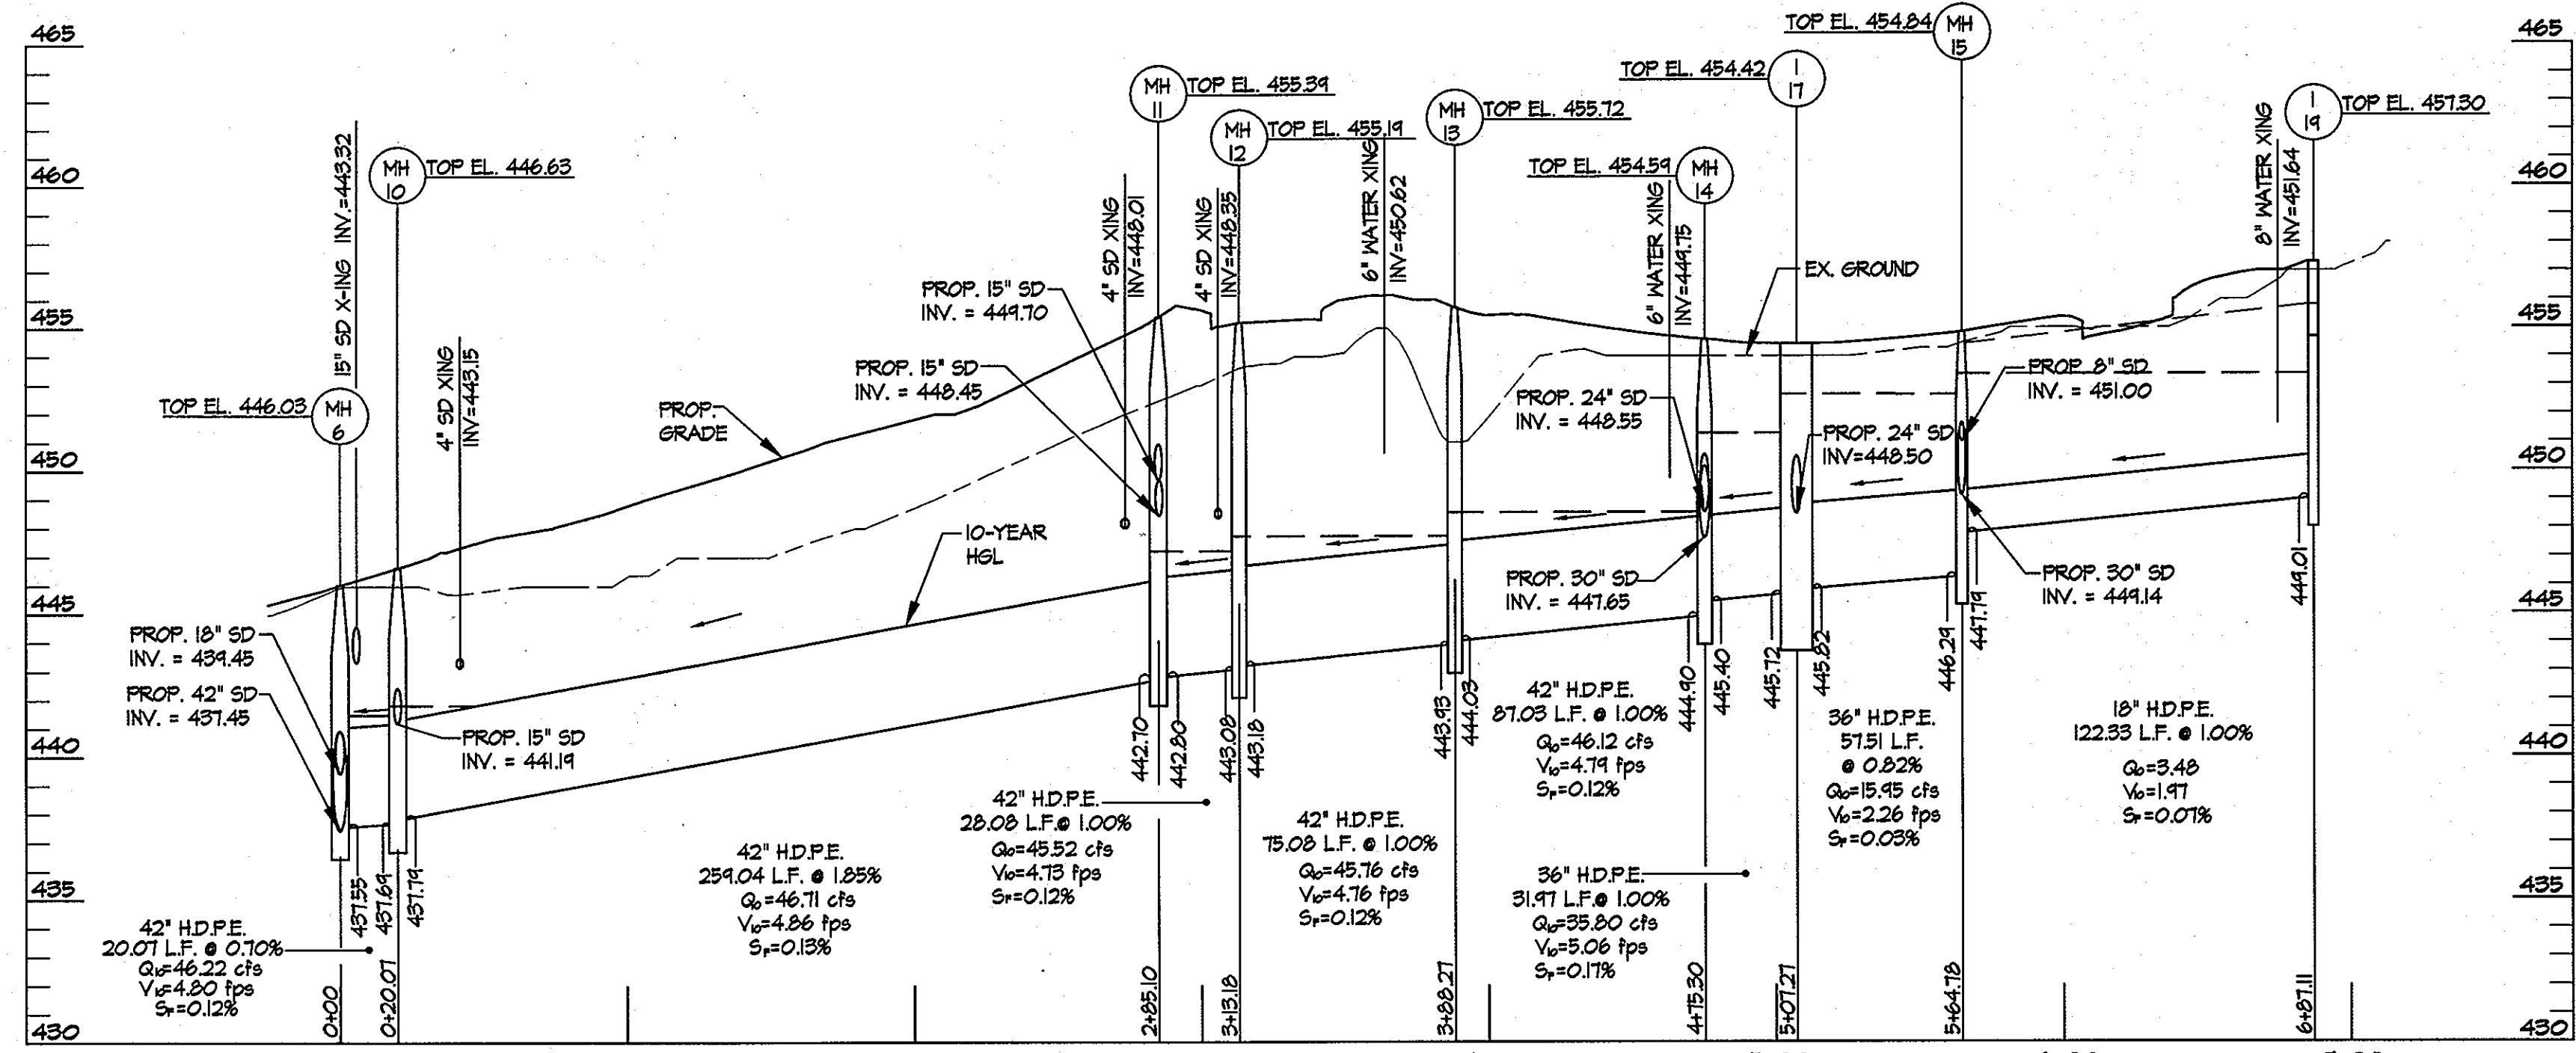 465
460
455
450
445
440
435
430
TOP EL. 446.03
MH
6
15" SD X-ING INV.=443.32
MH
10
TOP EL. 446.63
4" SD XING
INV=443.15
PROP. 18" SD
INV. = 439.45
PROP. 42" SD
INV. = 437.45
PROP. 15" SD
INV. = 441.19
437.55
437.69
437.79
42" H.D.P.E.
20.07 L.F. @ 0.70%
Q10=46.22 cfs
V10=4.80 fps
SF=0.12%
0+00
0+20.07
PROP.
GRADE
10-YEAR
HGL
42" H.D.P.E.
259.04 L.F. @ 1.85%
Q10=46.71 cfs
V10=4.86 fps
SF=0.13%
MH
11
TOP EL. 455.39
4" SD XING
INV=448.01
PROP. 15" SD
INV. = 449.70
PROP. 15" SD
INV. = 448.45
442.70
442.80
2+85.10
42" H.D.P.E.
28.08 L.F. @ 1.00%
Q10=45.52 cfs
V10=4.73 fps
SF=0.12%
MH
12
TOP EL. 455.19
4" SD XING
INV=448.35
443.08
443.18
3+13.18
6" WATER XING
INV=450.62
42" H.D.P.E.
75.08 L.F. @ 1.00%
Q10=45.76 cfs
V10=4.76 fps
SF=0.12%
MH
13
TOP EL. 455.72
443.93
444.03
3+88.27
42" H.D.P.E.
87.03 L.F. @ 1.00%
Q10=46.12 cfs
V10=4.79 fps
SF=0.12%
TOP EL. 454.59
MH
14
6" WATER XING
INV=449.75
PROP. 24" SD
INV. = 448.55
PROP. 30" SD
INV. = 447.65
444.90
445.40
4+75.30
36" H.D.P.E.
31.97 L.F. @ 1.00%
Q10=35.80 cfs
V10=5.06 fps
SF=0.17%
TOP EL. 454.42
I
17
EX. GROUND
PROP. 24" SD
INV=448.50
445.72
445.82
5+07.27
36" H.D.P.E.
57.51 L.F.
@ 0.82%
Q10=15.95 cfs
V10=2.26 fps
SF=0.03%
TOP EL. 454.84
MH
15
PROP. 8" SD
INV. = 451.00
PROP. 30" SD
INV. = 449.14
446.29
447.79
5+64.78
18" H.D.P.E.
122.33 L.F. @ 1.00%
Q10=3.48
V10=1.97
SF=0.07%
8" WATER XING
INV=451.64
I
19
TOP EL. 457.30
449.01
6+87.11
465
460
455
450
445
440
435
430